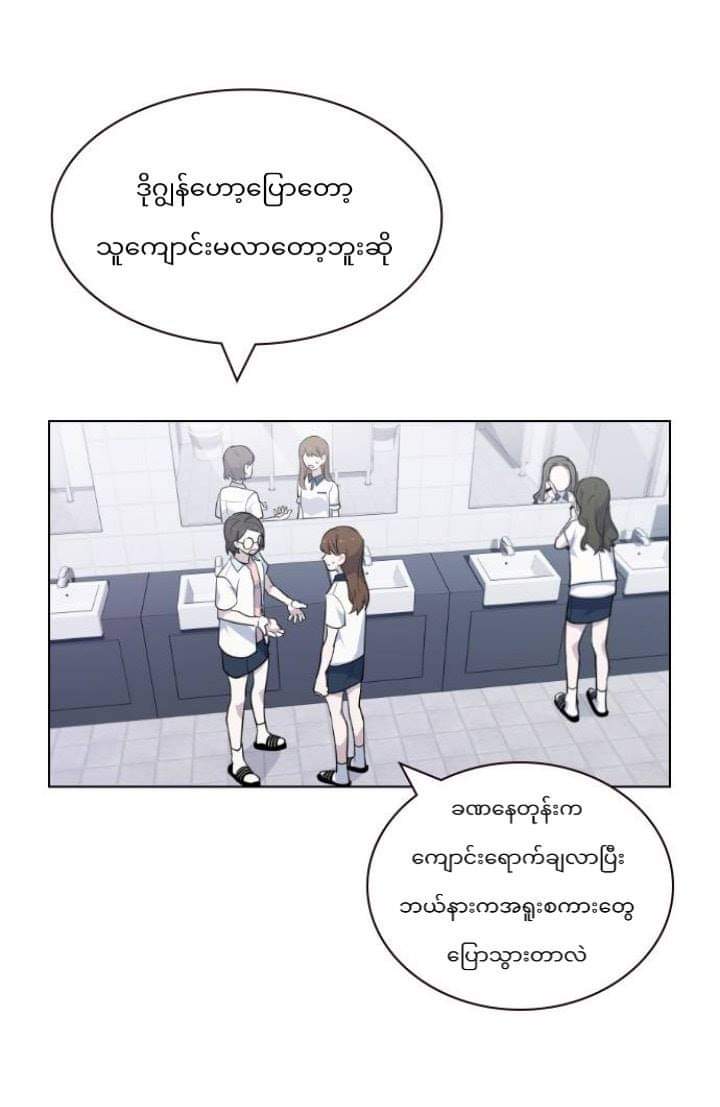 ဒိုဂျွန်ဟော့ပြောတော့
သူကျောင်းမလာတော့ဘူးဆို
ခဏနေတုန်းက
ကျောင်းရောက်ချလာပြီး
ဘယ်နားကအရူးစကားတွေ
ပြောသွားတာလဲ